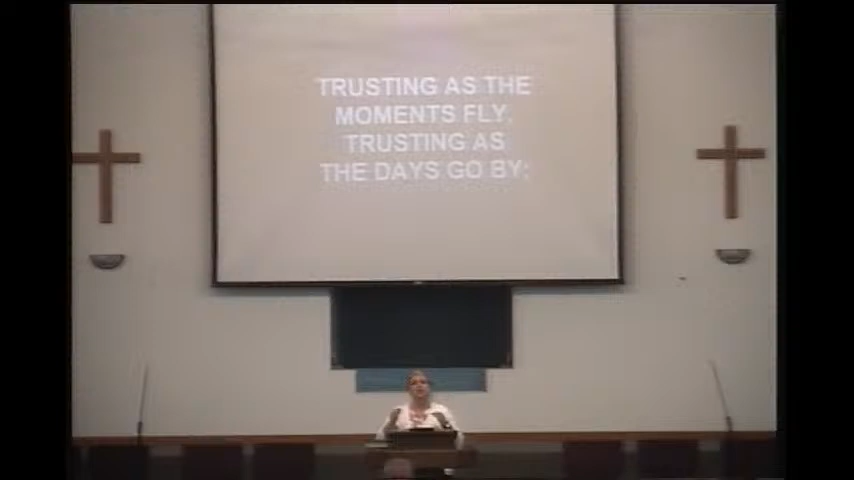 TRUSTING AS THE
MOMENTS FLY,
TRUSTING AS
THE DAYS GO BY;